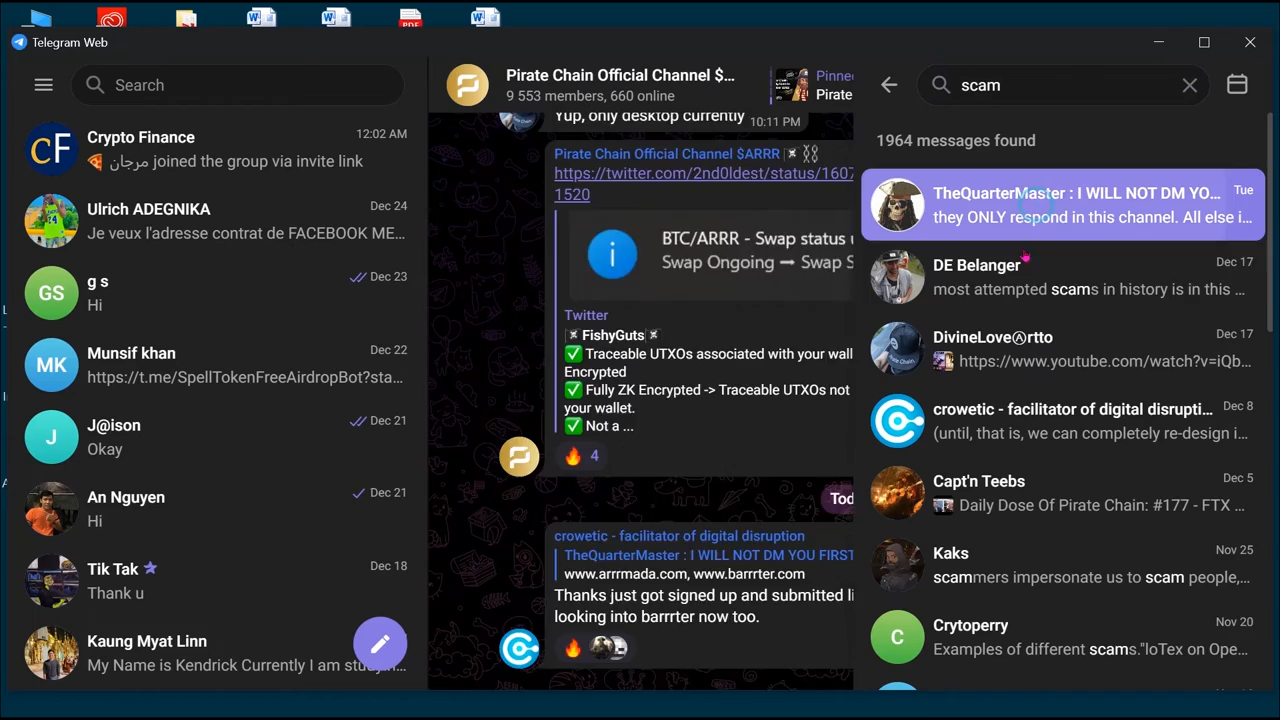 Telegram Web
Search
Crypto Finance
12:02 AM
مرجان joined the group via invite link
Ulrich ADEGNIKA
Dec 24
Je veux l'adresse contrat de FACEBOOK ME...
GS
g s
Dec 23
Hi
MK
Munsif khan
Dec 22
https://t.me/SpellTokenFreeAirdropBot?sta...
J
J@ison
Dec 21
Okay
An Nguyen
Dec 21
Hi
Tik Tak
Dec 18
Thank u
Kaung Myat Linn
My Name is Kendrick Currently I am studyin...
Pirate Chain Official Channel $...
9 553 members, 660 online
Pinned
Pirate
Yup, only desktop currently
10:11 PM
Pirate Chain Official Channel $ARRR
https://twitter.com/2nd0ldest/status/1607
1520
BTC/ARRR - Swap status u
Swap Ongoing → Swap S
Twitter
FishyGuts
Traceable UTXOs associated with your wall
Encrypted
Fully ZK Encrypted -> Traceable UTXOs not
your wallet.
Not a ...
4
Tod
crowetic - facilitator of digital disruption
TheQuarterMaster : I WILL NOT DM YOU FIRST
www.arrrmada.com, www.barrrter.com
Thanks just got signed up and submitted li
looking into barrrter now too.
scam
1964 messages found
TheQuarterMaster : I WILL NOT DM YO...
Tue
they ONLY respond in this channel. All else i...
DE Belanger
Dec 17
most attempted scams in history is in this ...
DivineLoveⒶrtto
Dec 17
https://www.youtube.com/watch?v=iQb...
crowetic - facilitator of digital disrupti...
Dec 8
(until, that is, we can completely re-design i...
Capt'n Teebs
Dec 5
Daily Dose Of Pirate Chain: #177 - FTX ...
Kaks
Nov 25
scammers impersonate us to scam people,...
C
Crytoperry
Nov 20
Examples of different scams."IoTex on Ope...